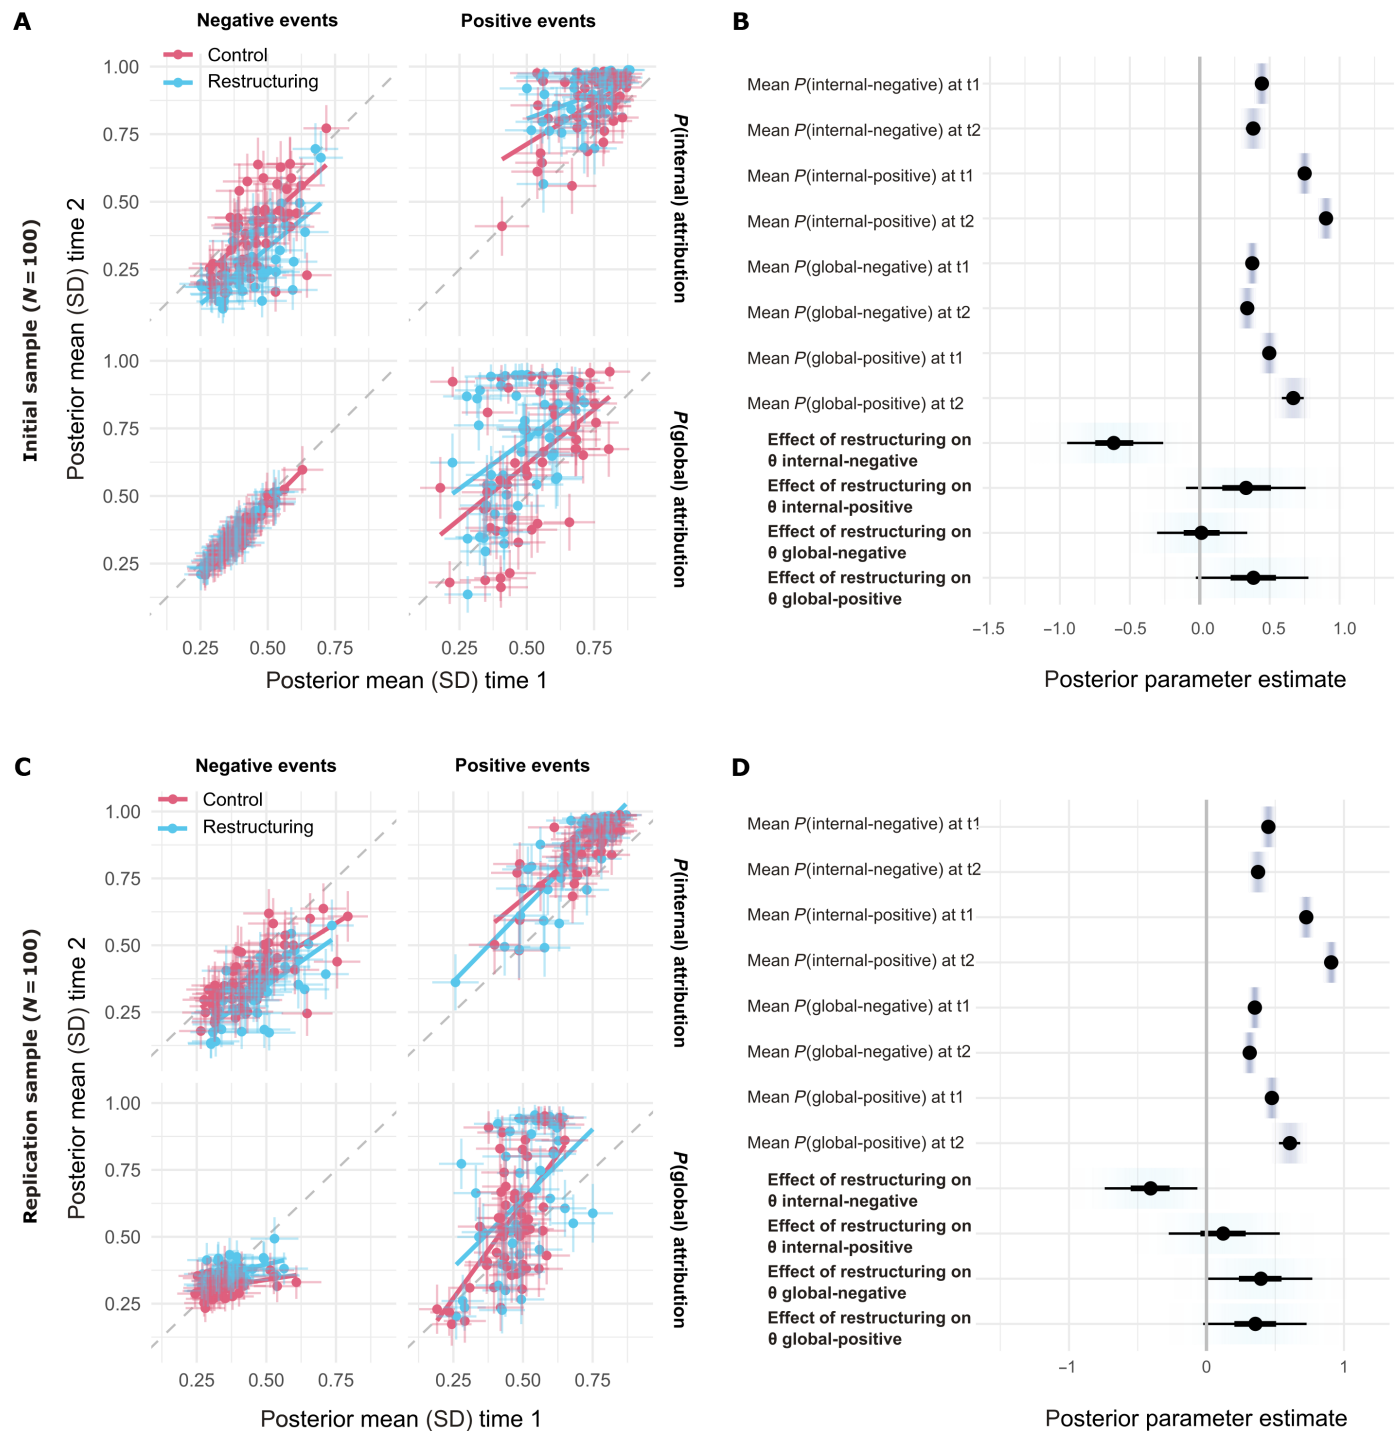 A
Negative events
Positive events
Control
Restructuring
1.00
0.75
0.50
0.25
1.00
0.75
0.50
0.25
P(internal) attribution
P(global) attribution
Initial sample (N = 100)
Posterior mean (SD) time 2
0.25 0.50 0.75 0.25 0.50 0.75
Posterior mean (SD) time 1
B
Mean P(internal-negative) at t1
Mean P(internal-negative) at t2
Mean P(internal-positive) at t1
Mean P(internal-positive) at t2
Mean P(global-negative) at t1
Mean P(global-negative) at t2
Mean P(global-positive) at t1
Mean P(global-positive) at t2
Effect of restructuring on
θ internal-negative
Effect of restructuring on
θ internal-positive
Effect of restructuring on
θ global-negative
Effect of restructuring on
θ global-positive
−1.5 −1.0 −0.5 0.0 0.5 1.0
Posterior parameter estimate
C
Negative events
Positive events
Control
Restructuring
1.00
0.75
0.50
0.25
1.00
0.75
0.50
0.25
P(internal) attribution
P(global) attribution
Replication sample (N = 100)
Posterior mean (SD) time 2
0.25 0.50 0.75 0.25 0.50 0.75
Posterior mean (SD) time 1
D
Mean P(internal-negative) at t1
Mean P(internal-negative) at t2
Mean P(internal-positive) at t1
Mean P(internal-positive) at t2
Mean P(global-negative) at t1
Mean P(global-negative) at t2
Mean P(global-positive) at t1
Mean P(global-positive) at t2
Effect of restructuring on
θ internal-negative
Effect of restructuring on
θ internal-positive
Effect of restructuring on
θ global-negative
Effect of restructuring on
θ global-positive
−1 0 1
Posterior parameter estimate